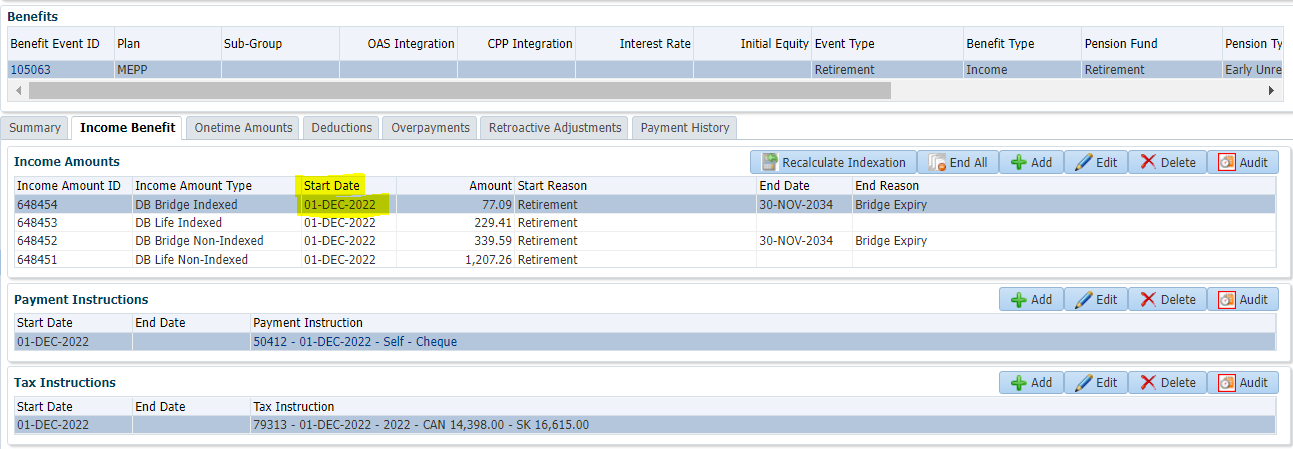 Benefits
Benefit Event ID Plan Sub-Group OAS Integration CPP Integration Interest Rate Initial Equity Event Type Benefit Type Pension Fund Pension Ty
105063 MEPP Retirement Income Retirement Early Unre
Summary Income Benefit Onetime Amounts Deductions Overpayments Retroactive Adjustments Payment History
Income Amounts Recalculate Indexation End All Add Edit Delete Audit
Income Amount ID Income Amount Type Start Date Amount Start Reason End Date End Reason
648454 DB Bridge Indexed 01-DEC-2022 77.09 Retirement 30-NOV-2034 Bridge Expiry
648453 DB Life Indexed 01-DEC-2022 229.41 Retirement
648452 DB Bridge Non-Indexed 01-DEC-2022 339.59 Retirement 30-NOV-2034 Bridge Expiry
648451 DB Life Non-Indexed 01-DEC-2022 1,207.26 Retirement
Payment Instructions Add Edit Delete Audit
Start Date End Date Payment Instruction
01-DEC-2022 50412 - 01-DEC-2022 - Self - Cheque
Tax Instructions Add Edit Delete Audit
Start Date End Date Tax Instruction
01-DEC-2022 79313 - 01-DEC-2022 - 2022 - CAN 14,398.00 - SK 16,615.00